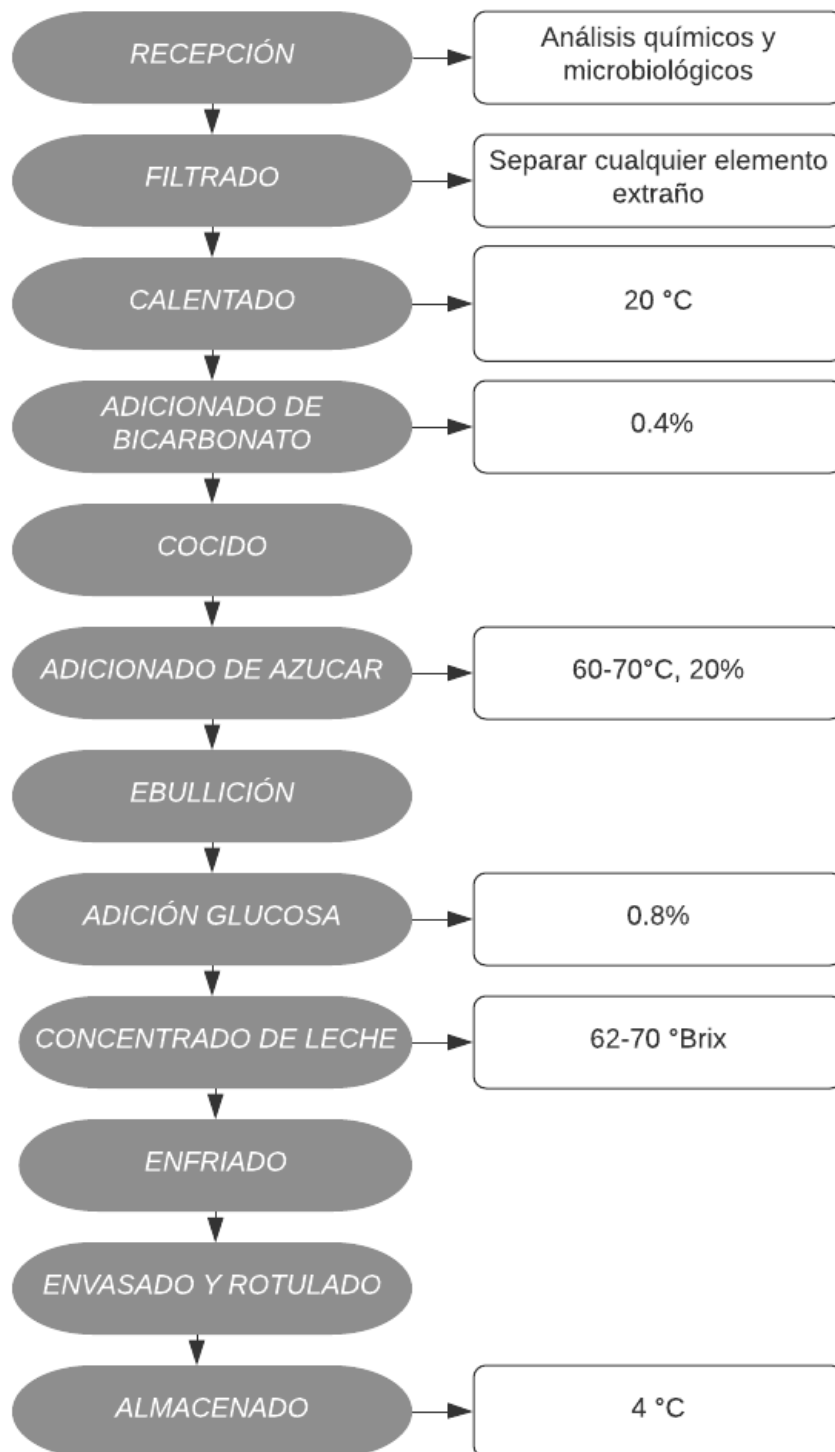 RECEPCIÓN
Análisis químicos y
microbiológicos
FILTRADO
Separar cualquier elemento
extraño
CALENTADO
20 °C
ADICIONADO DE
BICARBONATO
0.4%
COCIDO
ADICIONADO DE AZUCAR
60-70°C, 20%
EBULLICIÓN
ADICIÓN GLUCOSA
0.8%
CONCENTRADO DE LECHE
62-70 °Brix
ENFRIADO
ENVASADO Y ROTULADO
ALMACENADO
4 °C